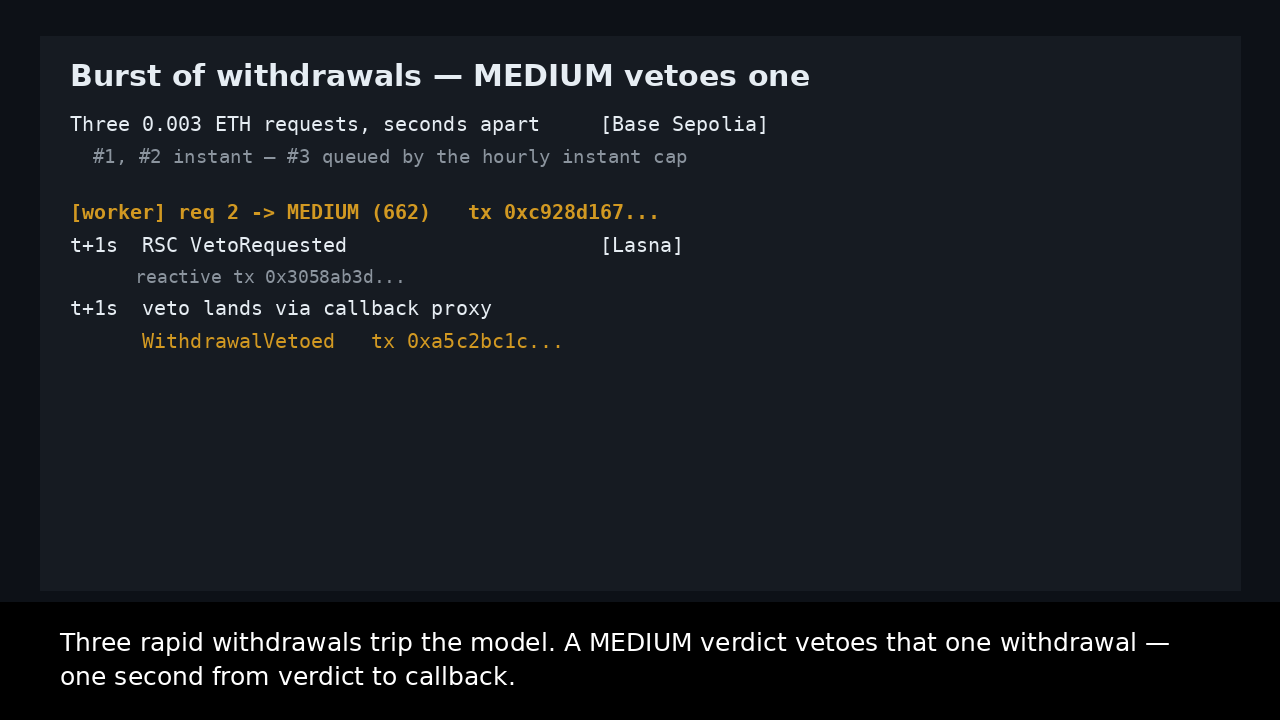 Burst of withdrawals — MEDIUM vetoes one
Three 0.003 ETH requests, seconds apart     [Base Sepolia]
#1, #2 instant — #3 queued by the hourly instant cap
[worker] req 2 -> MEDIUM (662)   tx 0xc928d167...
t+1s  RSC VetoRequested                     [Lasna]
reactive tx 0x3058ab3d...
t+1s  veto lands via callback proxy
WithdrawalVetoed   tx 0xa5c2bc1c...
Three rapid withdrawals trip the model. A MEDIUM verdict vetoes that one withdrawal —
one second from verdict to callback.